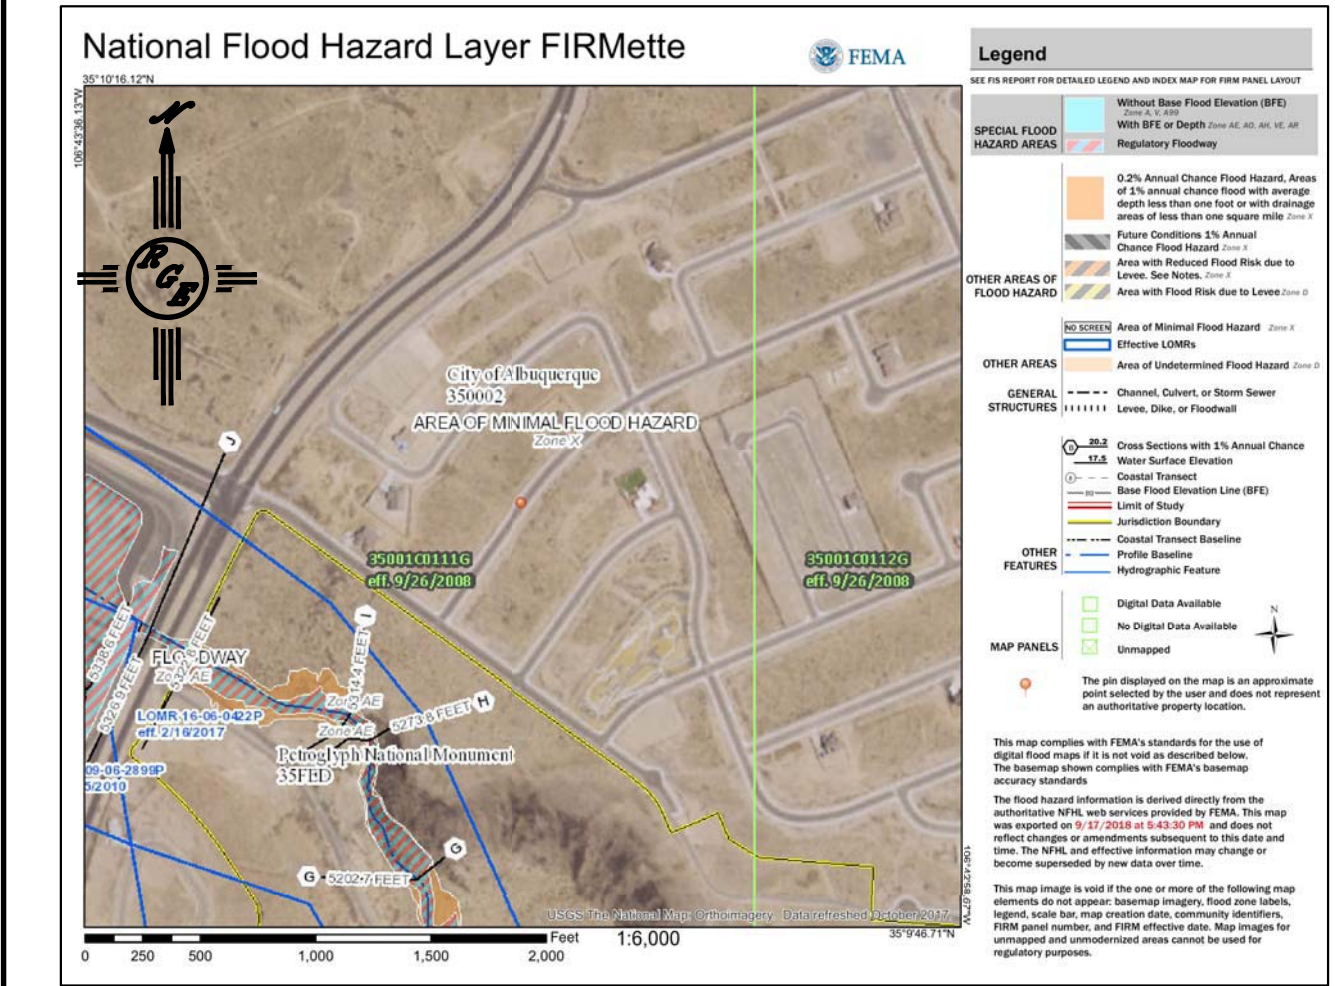 National Flood Hazard Layer FIRMette
FEMA
35°10'16.12"N
106°43'36.13"W
N
RGE
City of Albuquerque
350002
AREA OF MINIMAL FLOOD HAZARD
Zone X
J
35001C0111G
eff. 9/26/2008
35001C0112G
eff. 9/26/2008
I
5338.6 FEET
5326.9 FEET
5314.4 FEET
FLOODWAY
Zone AE
Zone AE
5273.8 FEET
H
LOMR 16-06-0422P
eff. 2/16/2017
Zone AE
Petroglyph National Monument
35FED
09-06-2899P
5/2010
G
G
5202.7 FEET
USGS The National Map: Orthoimagery. Data refreshed October 2017.
106°42'58.67"W
35°9'46.71"N
Feet
1:6,000
0
250
500
1,000
1,500
2,000
Legend
SEE FIS REPORT FOR DETAILED LEGEND AND INDEX MAP FOR FIRM PANEL LAYOUT
SPECIAL FLOOD
HAZARD AREAS
Without Base Flood Elevation (BFE)
Zone A, V, A99
With BFE or Depth Zone AE, AO, AH, VE, AR
Regulatory Floodway
OTHER AREAS OF
FLOOD HAZARD
0.2% Annual Chance Flood Hazard, Areas
of 1% annual chance flood with average
depth less than one foot or with drainage
areas of less than one square mile Zone X
Future Conditions 1% Annual
Chance Flood Hazard Zone X
Area with Reduced Flood Risk due to
Levee. See Notes. Zone X
Area with Flood Risk due to Levee Zone D
OTHER AREAS
NO SCREEN Area of Minimal Flood Hazard Zone X
Effective LOMRs
Area of Undetermined Flood Hazard Zone D
GENERAL
STRUCTURES
Channel, Culvert, or Storm Sewer
Levee, Dike, or Floodwall
OTHER
FEATURES
B 20.2 Cross Sections with 1% Annual Chance
17.5 Water Surface Elevation
8 Coastal Transect
Base Flood Elevation Line (BFE)
Limit of Study
Jurisdiction Boundary
Coastal Transect Baseline
Profile Baseline
Hydrographic Feature
MAP PANELS
Digital Data Available
No Digital Data Available
Unmapped
N
The pin displayed on the map is an approximate
point selected by the user and does not represent
an authoritative property location.
This map complies with FEMA's standards for the use of
digital flood maps if it is not void as described below.
The basemap shown complies with FEMA's basemap
accuracy standards
The flood hazard information is derived directly from the
authoritative NFHL web services provided by FEMA. This map
was exported on 9/17/2018 at 5:43:30 PM and does not
reflect changes or amendments subsequent to this date and
time. The NFHL and effective information may change or
become superseded by new data over time.
This map image is void if the one or more of the following map
elements do not appear: basemap imagery, flood zone labels,
legend, scale bar, map creation date, community identifiers,
FIRM panel number, and FIRM effective date. Map images for
unmapped and unmodernized areas cannot be used for
regulatory purposes.